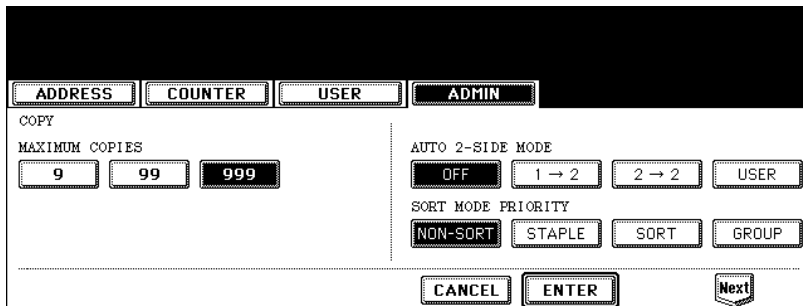 ADDRESS COUNTER USER ADMIN
COPY
MAXIMUM COPIES
9 99 999
AUTO 2-SIDE MODE
OFF 1 → 2 2 → 2 USER
SORT MODE PRIORITY
NON-SORT STAPLE SORT GROUP
CANCEL ENTER Next